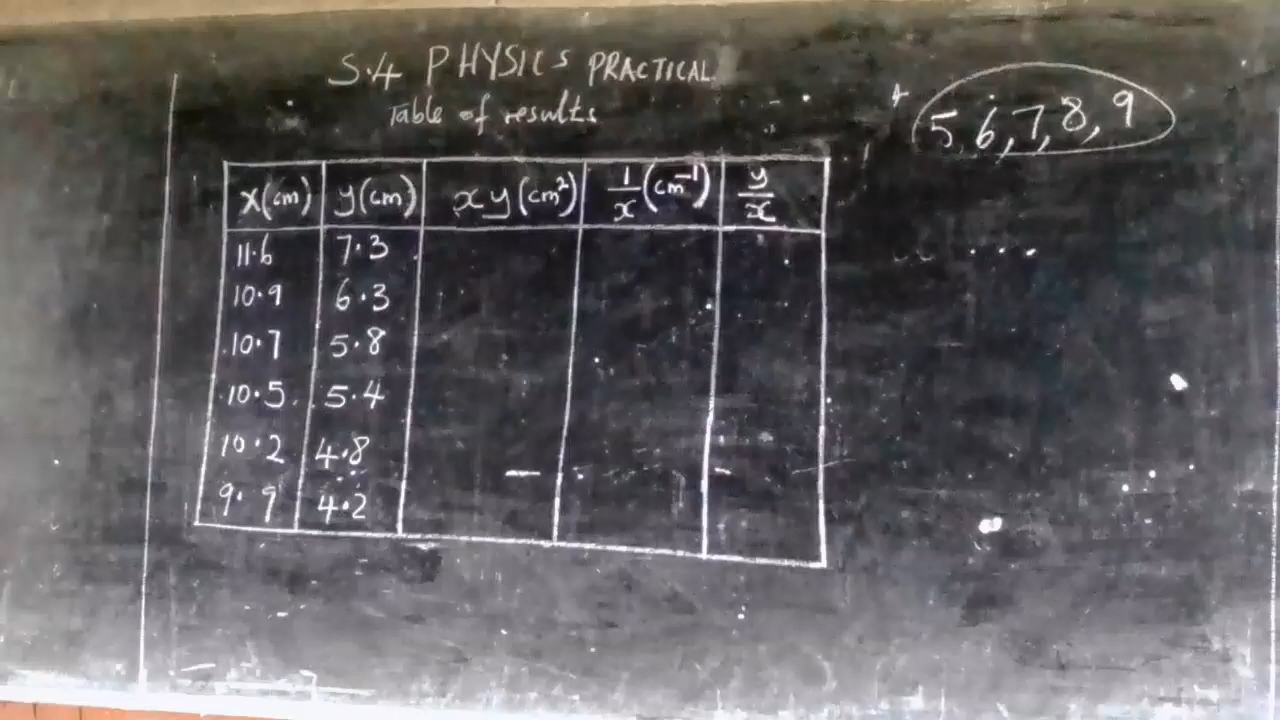 S.4 PHYSICS PRACTICAL.
Table of results
5, 6, 7, 8, 9
x(cm) y(cm) xy(cm²) 1/x(cm⁻¹) y/x
11.6 7.3
10.9 6.3
10.7 5.8
10.5 5.4
10.2 4.8
9.9 4.2